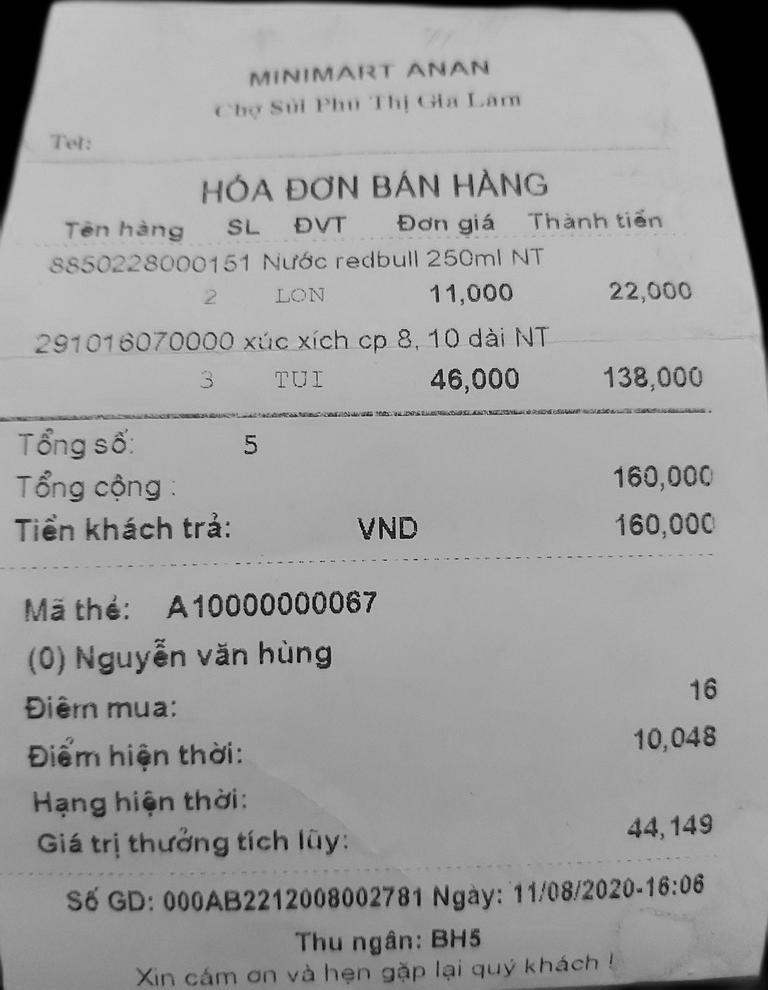 MINIMART ANAN
Chợ Sủi Phú Thị Gia Lâm
Tel:
HÓA ĐƠN BÁN HÀNG
Tên hàng SL ĐVT Đơn giá Thành tiền
8850228000151 Nước redbull 250ml NT
2 LON 11,000 22,000
291016070000 xúc xích cp 8, 10 dài NT
3 TUI 46,000 138,000
Tổng số: 5
Tổng cộng : 160,000
Tiền khách trả: VND 160,000
Mã thẻ: A10000000067
(0) Nguyễn văn hùng
Điểm mua: 16
Điểm hiện thời: 10,048
Hạng hiện thời:
Giá trị thưởng tích lũy: 44,149
Số GD: 000AB2212008002781 Ngày: 11/08/2020-16:06
Thu ngân: BH5
Xin cám ơn và hẹn gặp lại quý khách !